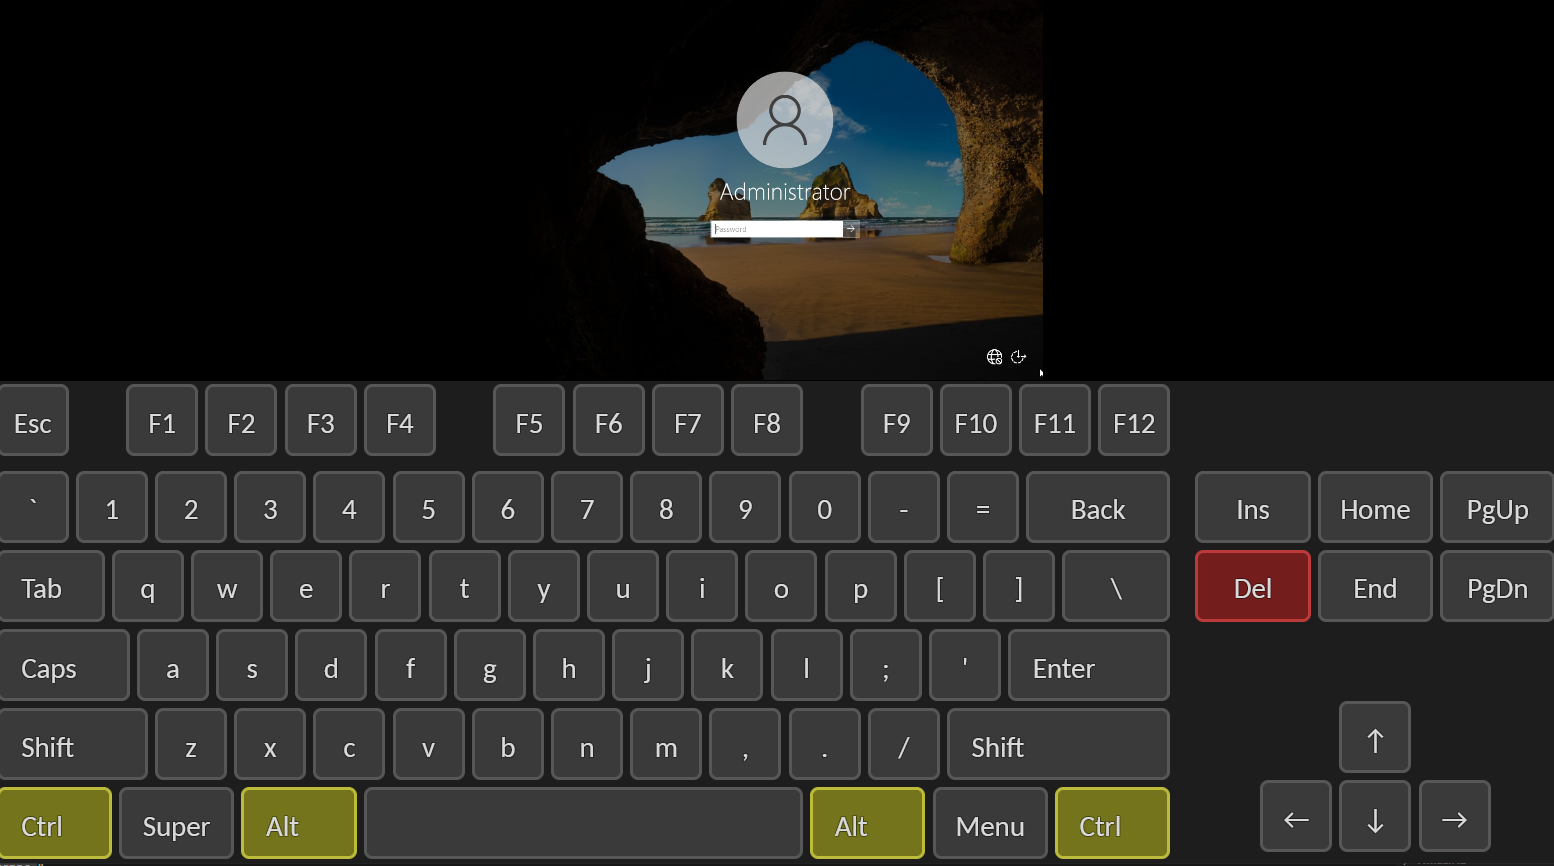 Administrator
Password
Esc F1 F2 F3 F4 F5 F6 F7 F8 F9 F10 F11 F12
` 1 2 3 4 5 6 7 8 9 0 - = Back Ins Home PgUp
Tab q w e r t y u i o p [ ] \ Del End PgDn
Caps a s d f g h j k l ; ' Enter
Shift z x c v b n m , . / Shift ↑
Ctrl Super Alt Alt Menu Ctrl ← ↓ →